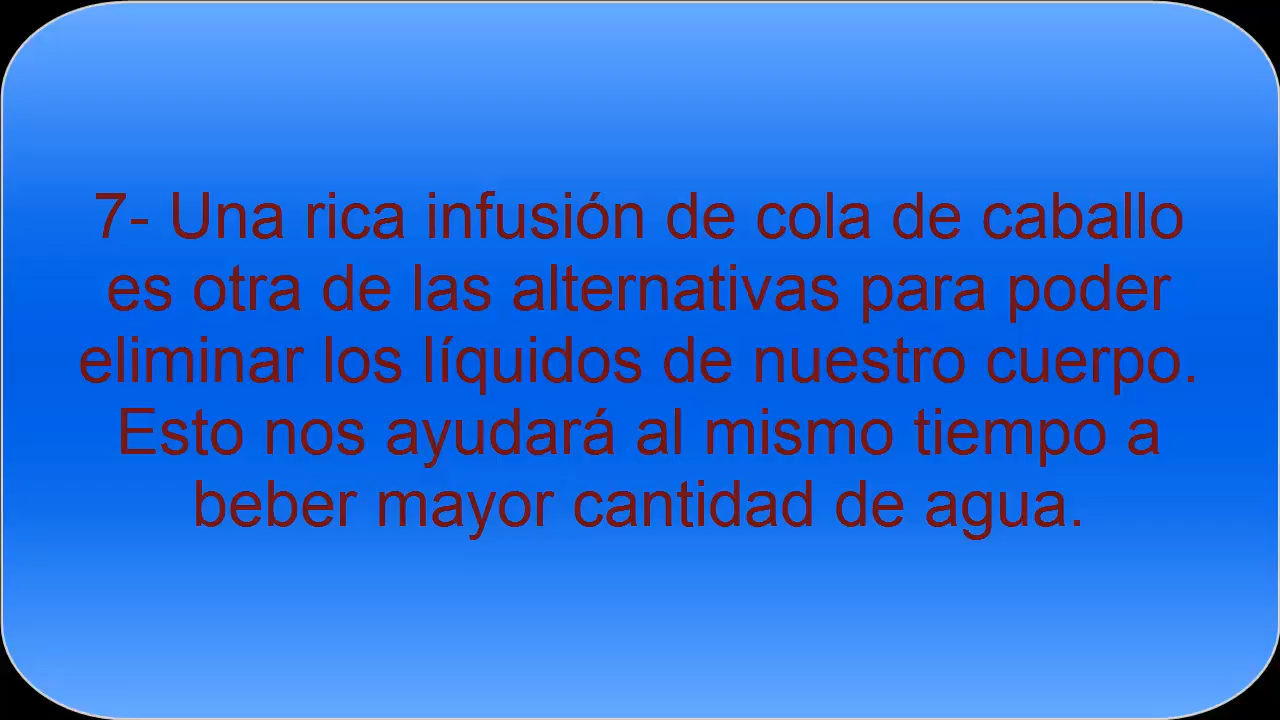 7- Una rica infusión de cola de caballo
es otra de las alternativas para poder
eliminar los líquidos de nuestro cuerpo.
Esto nos ayudará al mismo tiempo a
beber mayor cantidad de agua.